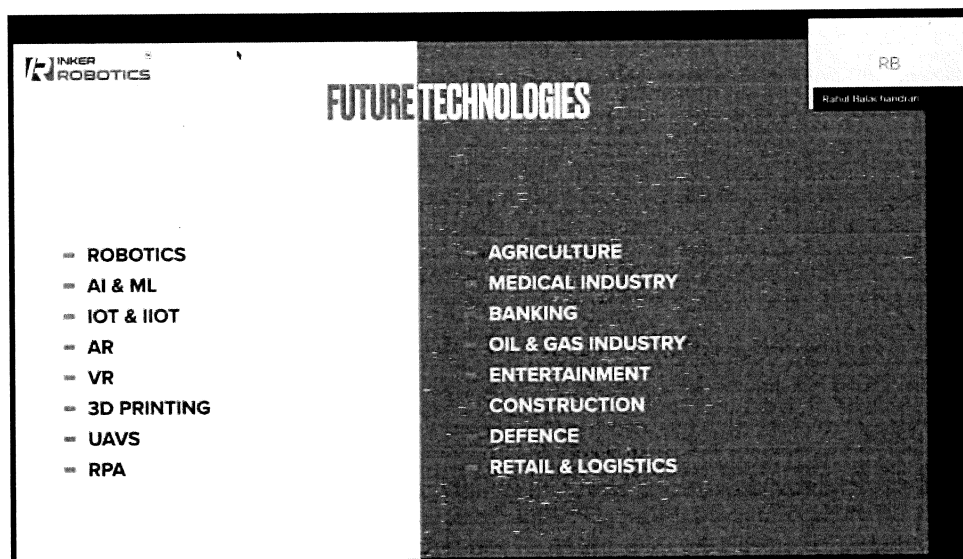 INKER
ROBOTICS
FUTURE TECHNOLOGIES
RB
Rahul Balachandran
ROBOTICS
AI & ML
IOT & IIOT
AR
VR
3D PRINTING
UAVS
RPA
AGRICULTURE
MEDICAL INDUSTRY
BANKING
OIL & GAS INDUSTRY
ENTERTAINMENT
CONSTRUCTION
DEFENCE
RETAIL & LOGISTICS